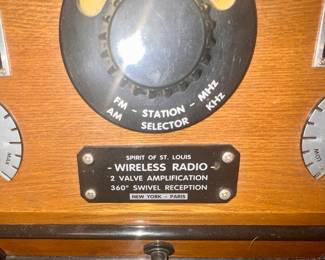 FM - STATION - MHz
AM SELECTOR KHz
SPIRIT OF ST. LOUIS
- WIRELESS RADIO -
2 VALVE AMPLIFICATION
360° SWIVEL RECEPTION
NEW YORK - PARIS
MAX